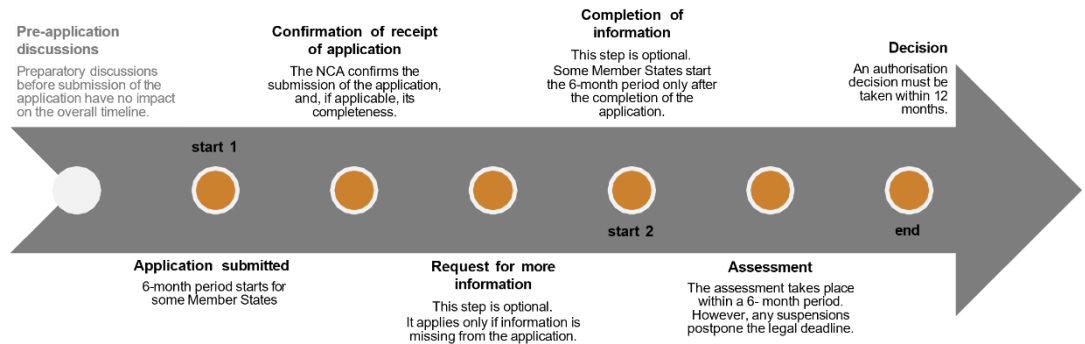 Pre-application
discussions
Preparatory discussions
before submission of the
application have no impact
on the overall timeline.
start 1
Application submitted
6-month period starts for
some Member States
Confirmation of receipt
of application
The NCA confirms the
submission of the application,
and, if applicable, its
completeness.
Request for more
information
This step is optional.
It applies only if information is
missing from the application.
Completion of
information
This step is optional.
Some Member States start
the 6-month period only after
the completion of the
application.
start 2
Assessment
The assessment takes place
within a 6- month period.
However, any suspensions
postpone the legal deadline.
Decision
An authorisation
decision must be
taken within 12
months.
end